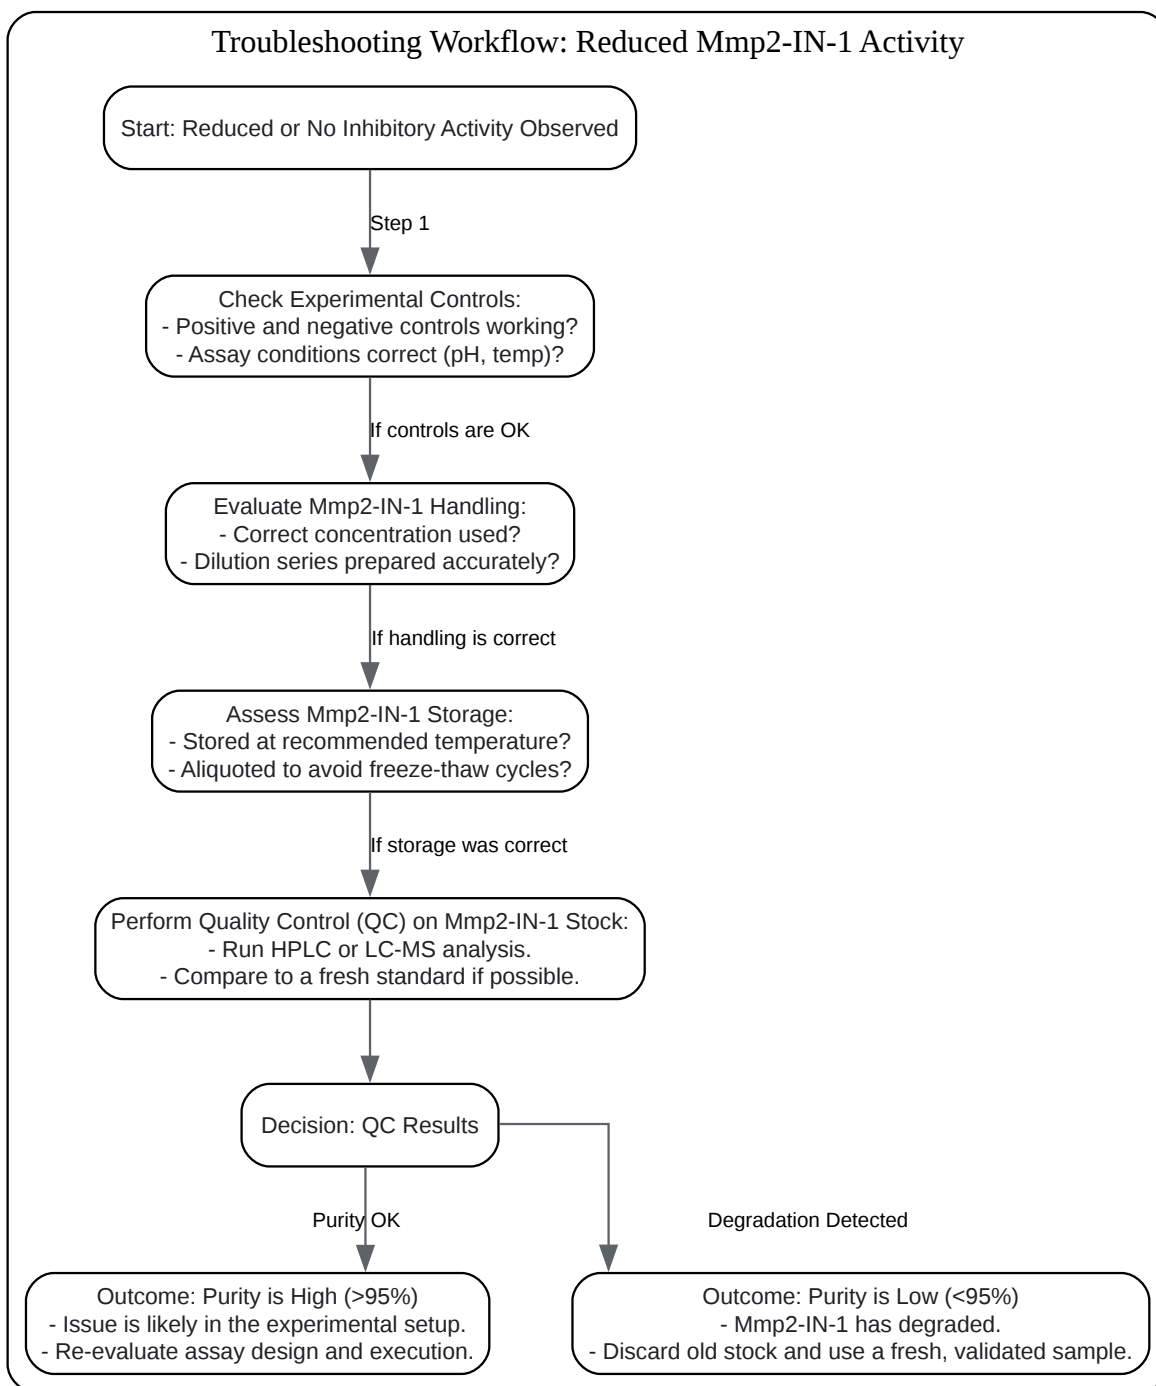 Troubleshooting Workflow: Reduced Mmp2-IN-1 Activity
Start: Reduced or No Inhibitory Activity Observed
Step 1
Check Experimental Controls:
- Positive and negative controls working?
- Assay conditions correct (pH, temp)?
If controls are OK
Evaluate Mmp2-IN-1 Handling:
- Correct concentration used?
- Dilution series prepared accurately?
If handling is correct
Assess Mmp2-IN-1 Storage:
- Stored at recommended temperature?
- Aliquoted to avoid freeze-thaw cycles?
If storage was correct
Perform Quality Control (QC) on Mmp2-IN-1 Stock:
- Run HPLC or LC-MS analysis.
- Compare to a fresh standard if possible.
Decision: QC Results
Purity OK
Degradation Detected
Outcome: Purity is High (>95%)
- Issue is likely in the experimental setup.
- Re-evaluate assay design and execution.
Outcome: Purity is Low (<95%)
- Mmp2-IN-1 has degraded.
- Discard old stock and use a fresh, validated sample.